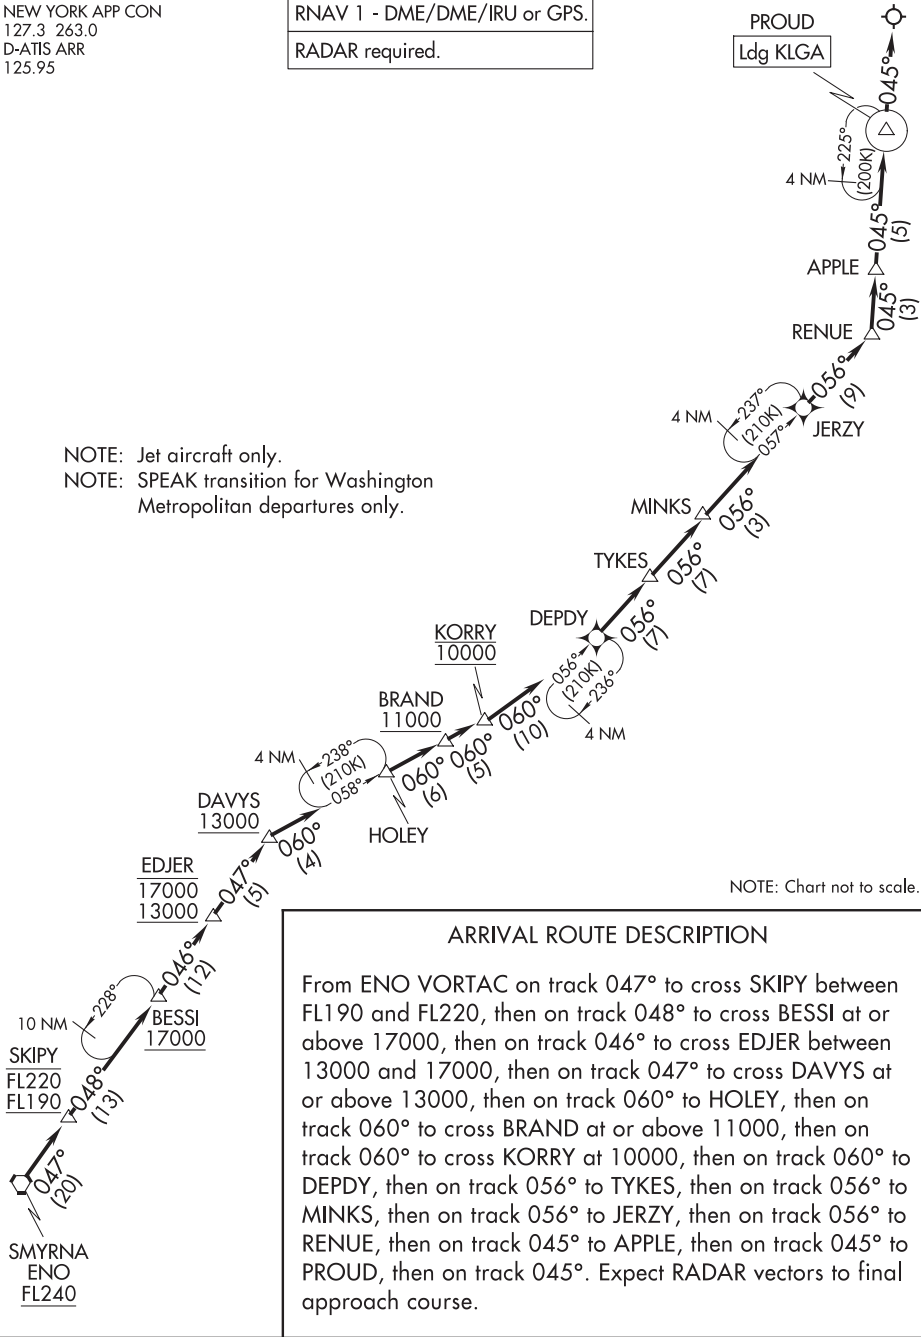 NEW YORK APP CON
127.3 263.0
D-ATIS ARR
125.95
RNAV 1 - DME/DME/IRU or GPS.
RADAR required.
PROUD
Ldg KLGA
045°
225°
(200K)
4 NM
045°
(5)
APPLE
045°
(3)
RENUE
056°
(9)
JERZY
237°
(210K)
057°
4 NM
NOTE: Jet aircraft only.
NOTE: SPEAK transition for Washington
Metropolitan departures only.
MINKS
056°
(3)
TYKES
056°
(7)
DEPDY
056°
(7)
056°
(210K)
236°
4 NM
KORRY
10000
060°
(10)
BRAND
11000
060°
(5)
060°
(6)
HOLEY
4 NM
238°
(210K)
058°
DAVYS
13000
060°
(4)
EDJER
17000
13000
047°
(5)
NOTE: Chart not to scale.
046°
(12)
228°
10 NM
BESSI
17000
SKIPY
FL220
FL190
048°
(13)
047°
(20)
SMYRNA
ENO
FL240
ARRIVAL ROUTE DESCRIPTION
From ENO VORTAC on track 047° to cross SKIPY between
FL190 and FL220, then on track 048° to cross BESSI at or
above 17000, then on track 046° to cross EDJER between
13000 and 17000, then on track 047° to cross DAVYS at
or above 13000, then on track 060° to HOLEY, then on
track 060° to cross BRAND at or above 11000, then on
track 060° to cross KORRY at 10000, then on track 060° to
DEPDY, then on track 056° to TYKES, then on track 056° to
MINKS, then on track 056° to JERZY, then on track 056° to
RENUE, then on track 045° to APPLE, then on track 045° to
PROUD, then on track 045°. Expect RADAR vectors to final
approach course.